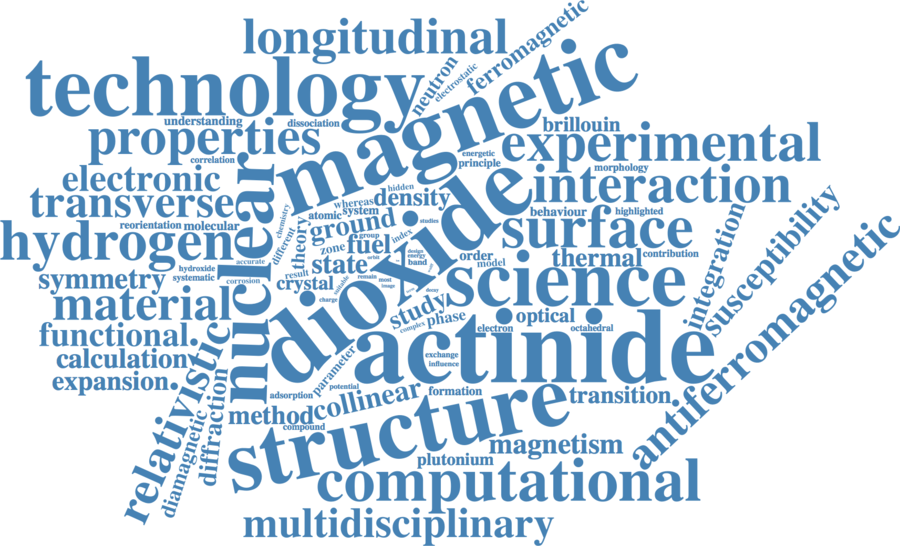 longitudinal
technology
neutron
electrostatic
ferromagnetic
magnetic
understanding
dissociation
properties
correlation
brillouin
experimental
energetic
principle
morphology
electronic
transverse
nuclear
hidden
density
interaction
whereas
chemistry
atomic
system
behaviour
highlighted
reorientation
molecular
hydrogen
different
theory
ground
group
index
studies
surface
zone
fuel
orbit
design
energy
band
dioxide
order
model
thermal
contribution
integration
susceptibility
antiferromagnetic
accurate
hydroxide
systematic
symmetry
corrosion
result
state
crystal
suitable
remain
most
image
decay
science
material
charge
study
complex
phase
electron
optical
octahedral
functional
calculation
expansion
relativistic
diamagnetic
diffraction
actinide
exchange
influence
parameter
potential
adsorption
method
collinear
formation
transition
compound
structure
magnetism
plutonium
computational
multidisciplinary